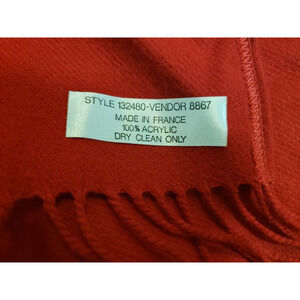 STYLE 132480-VENDOR 8867
MADE IN FRANCE
100% ACRYLIC
DRY CLEAN ONLY